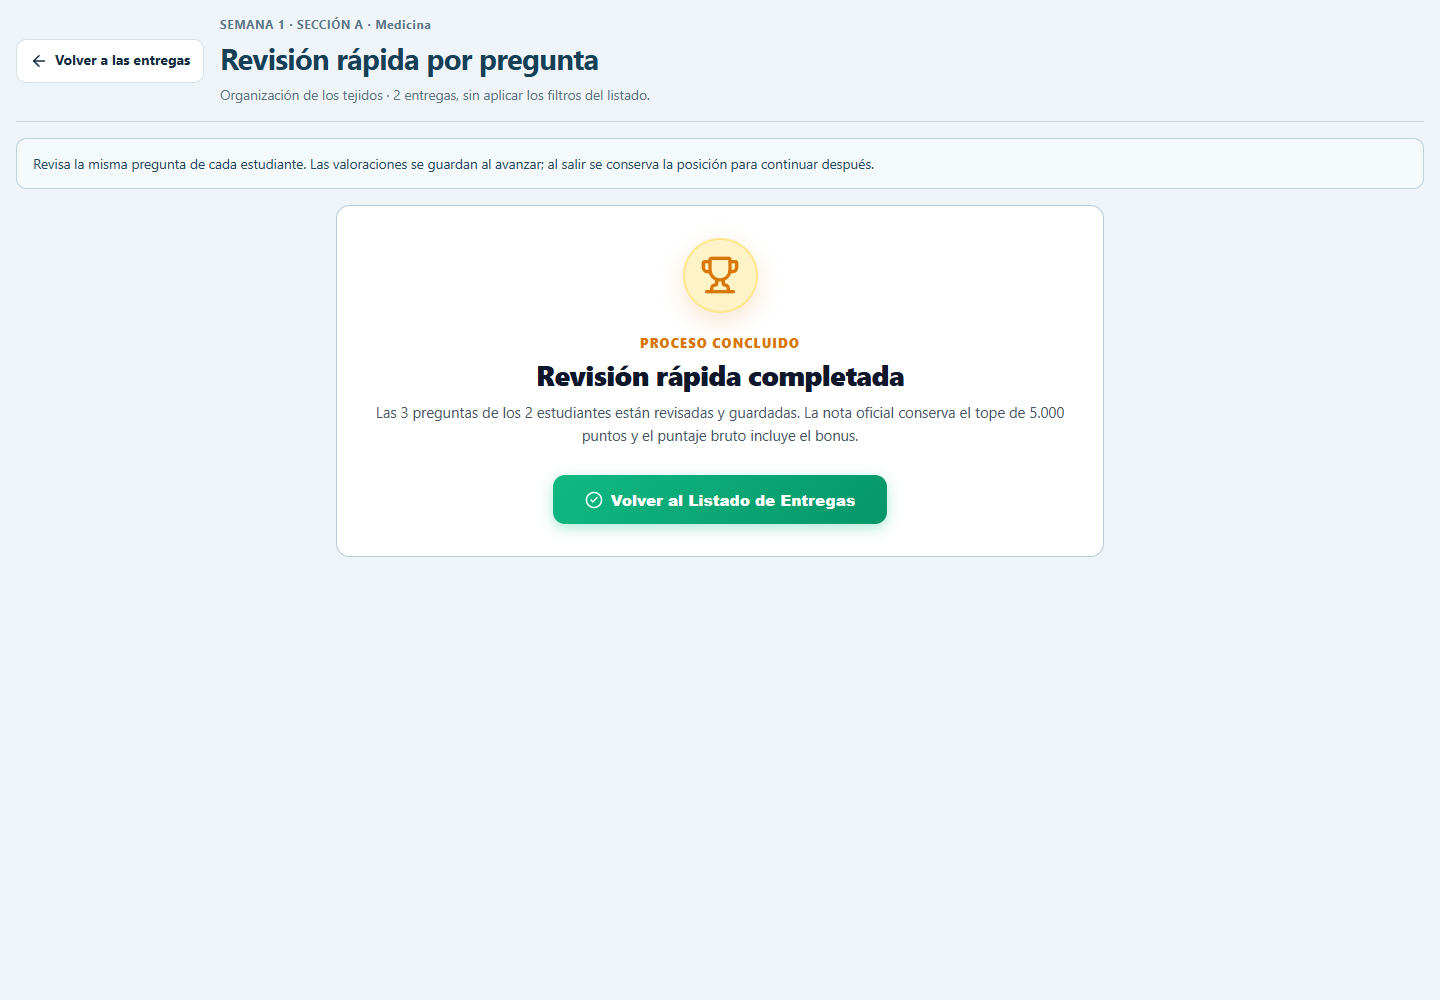 SEMANA 1 · SECCIÓN A · Medicina
← Volver a las entregas
Revisión rápida por pregunta
Organización de los tejidos · 2 entregas, sin aplicar los filtros del listado.
Revisa la misma pregunta de cada estudiante. Las valoraciones se guardan al avanzar; al salir se conserva la posición para continuar después.
PROCESO CONCLUIDO
Revisión rápida completada
Las 3 preguntas de los 2 estudiantes están revisadas y guardadas. La nota oficial conserva el tope de 5.000
puntos y el puntaje bruto incluye el bonus.
Volver al Listado de Entregas